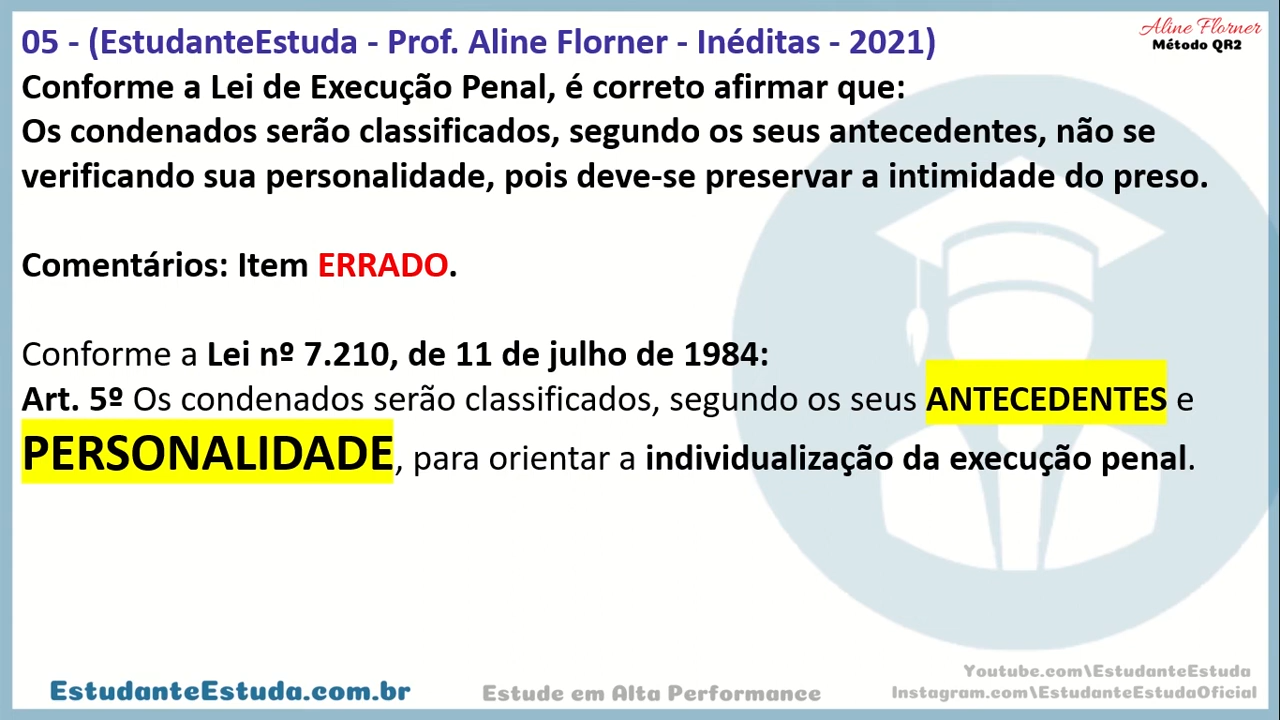 05 - (EstudanteEstuda - Prof. Aline Florner - Inéditas - 2021)
Aline Florner
Método QR2
Conforme a Lei de Execução Penal, é correto afirmar que:
Os condenados serão classificados, segundo os seus antecedentes, não se
verificando sua personalidade, pois deve-se preservar a intimidade do preso.
Comentários: Item ERRADO.
Conforme a Lei nº 7.210, de 11 de julho de 1984:
Art. 5º Os condenados serão classificados, segundo os seus ANTECEDENTES e
PERSONALIDADE, para orientar a individualização da execução penal.
EstudanteEstuda.com.br
Estude em Alta Performance
Youtube.com\EstudanteEstuda
Instagram.com\EstudanteEstudaOficial